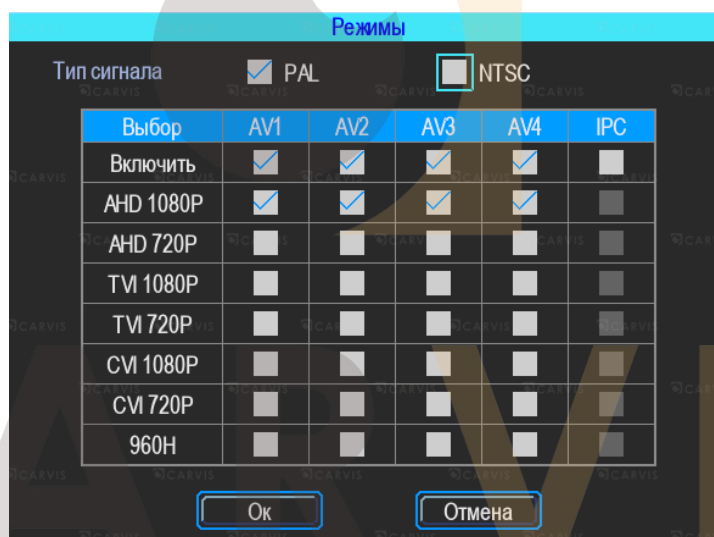 Режимы
Тип сигнала PAL NTSC
Выбор AV1 AV2 AV3 AV4 IPC
Включить
AHD 1080P
AHD 720P
TVI 1080P
TVI 720P
CVI 1080P
CVI 720P
960H
Ок Отмена